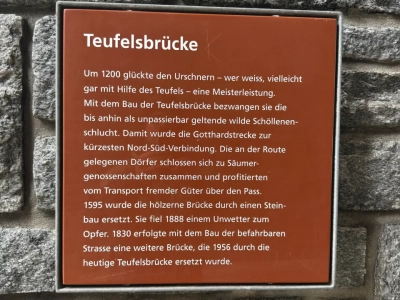 Teufelsbrücke
Um 1200 glückte den Urschnern – wer weiss, vielleicht
gar mit Hilfe des Teufels – eine Meisterleistung.
Mit dem Bau der Teufelsbrücke bezwangen sie die
bis anhin als unpassierbar geltende wilde Schöllenen-
schlucht. Damit wurde die Gotthardstrecke zur
kürzesten Nord-Süd-Verbindung. Die an der Route
gelegenen Dörfer schlossen sich zu Säumer-
genossenschaften zusammen und profitierten
vom Transport fremder Güter über den Pass.
1595 wurde die hölzerne Brücke durch einen Stein-
bau ersetzt. Sie fiel 1888 einem Unwetter zum
Opfer. 1830 erfolgte mit dem Bau der befahrbaren
Strasse eine weitere Brücke, die 1956 durch die
heutige Teufelsbrücke ersetzt wurde.